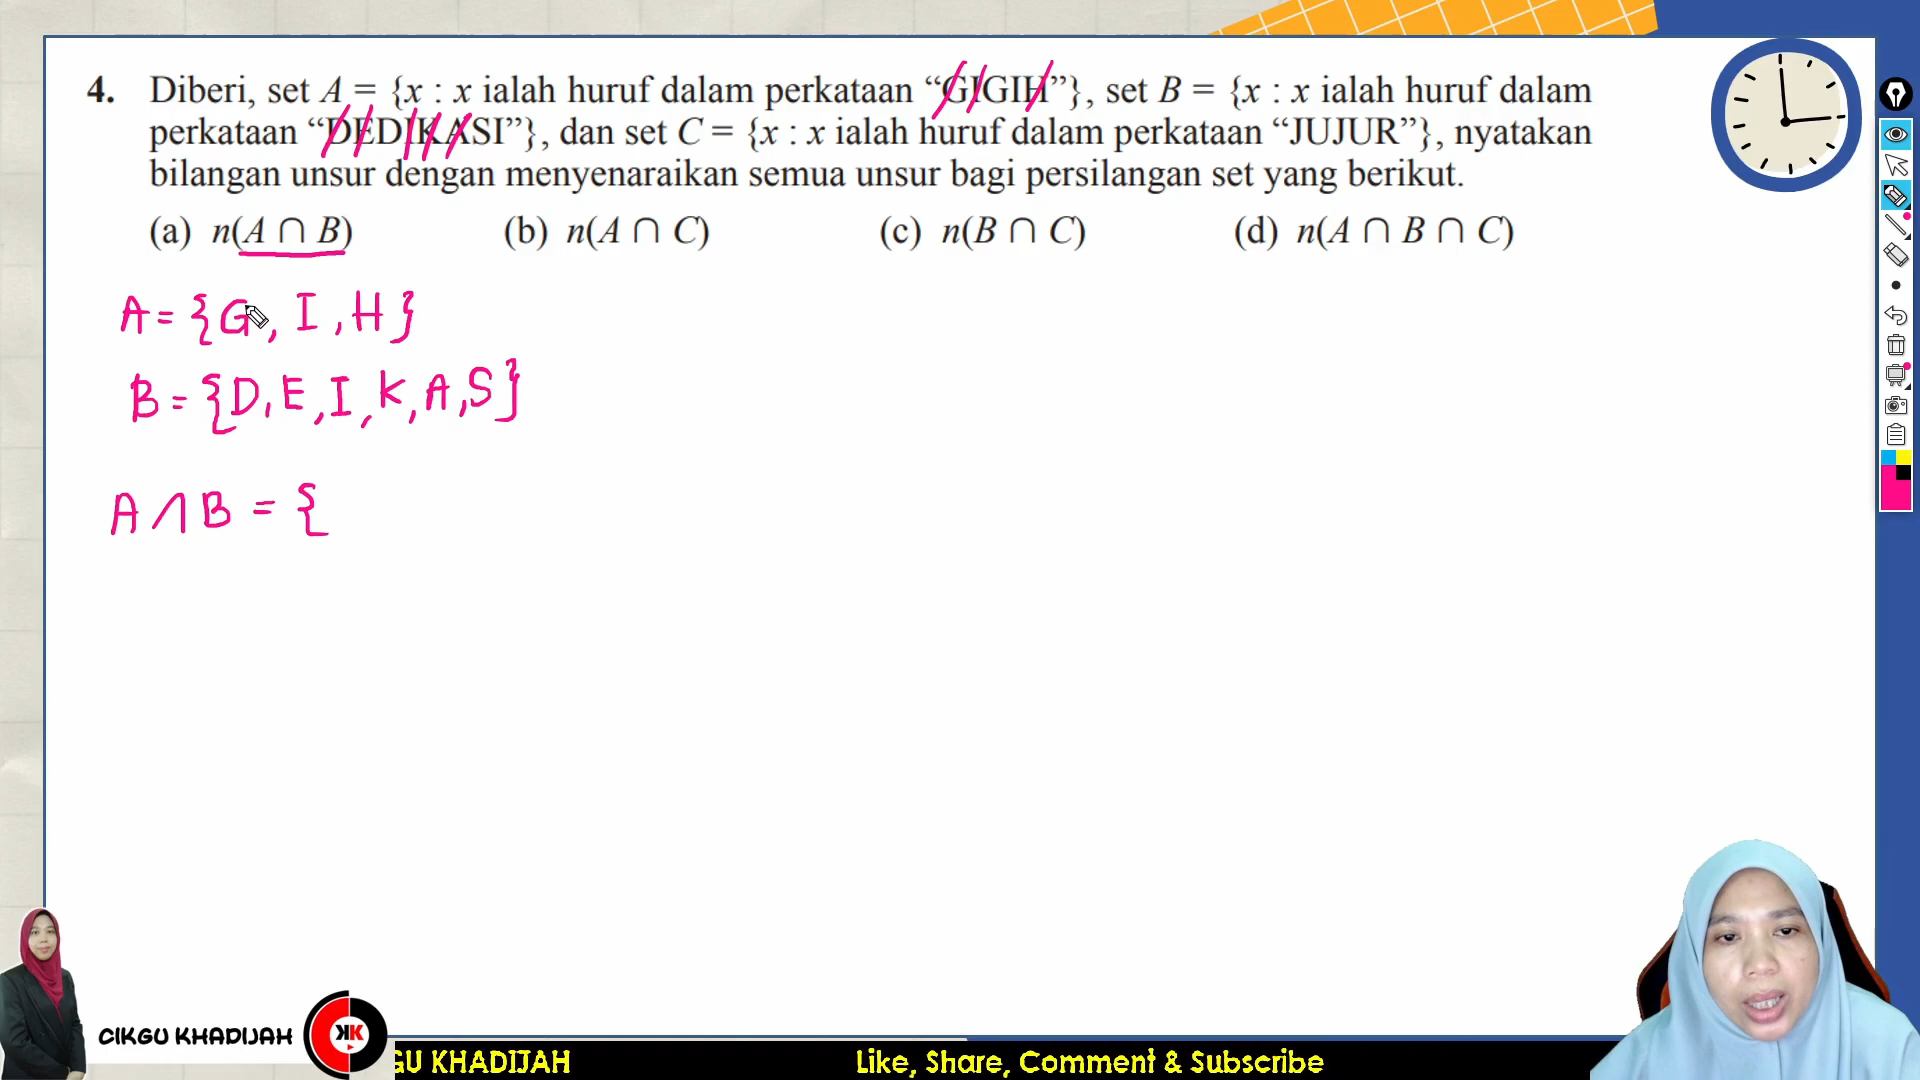 4. Diberi, set A = {x : x ialah huruf dalam perkataan “GIGIH”}, set B = {x : x ialah huruf dalam
perkataan “DEDIKASI”}, dan set C = {x : x ialah huruf dalam perkataan “JUJUR”}, nyatakan
bilangan unsur dengan menyenaraikan semua unsur bagi persilangan set yang berikut.
(a) n(A ∩ B) (b) n(A ∩ C) (c) n(B ∩ C) (d) n(A ∩ B ∩ C)
A = {G, I, H}
B = {D, E, I, K, A, S}
A ∩ B = {
CIKGU KHADIJAH
KK
GU KHADIJAH Like, Share, Comment & Subscribe